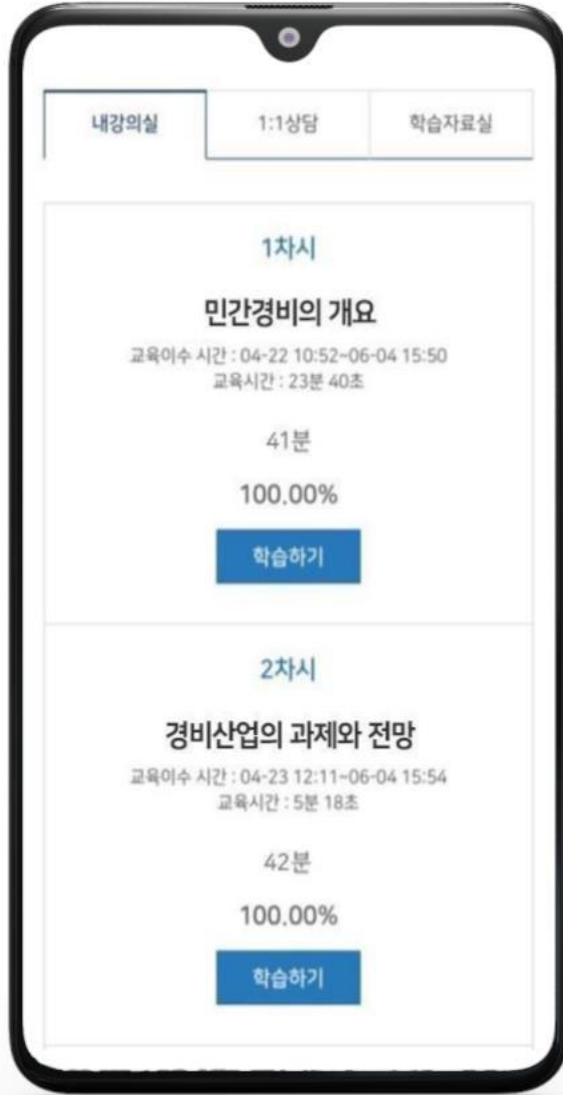 내강의실
1:1상담
학습자료실
1차시
민간경비의 개요
교육이수 시간 : 04-22 10:52~06-04 15:50
교육시간 : 23분 40초
41분
100.00%
학습하기
2차시
경비산업의 과제와 전망
교육이수 시간 : 04-23 12:11~06-04 15:54
교육시간 : 5분 18초
42분
100.00%
학습하기